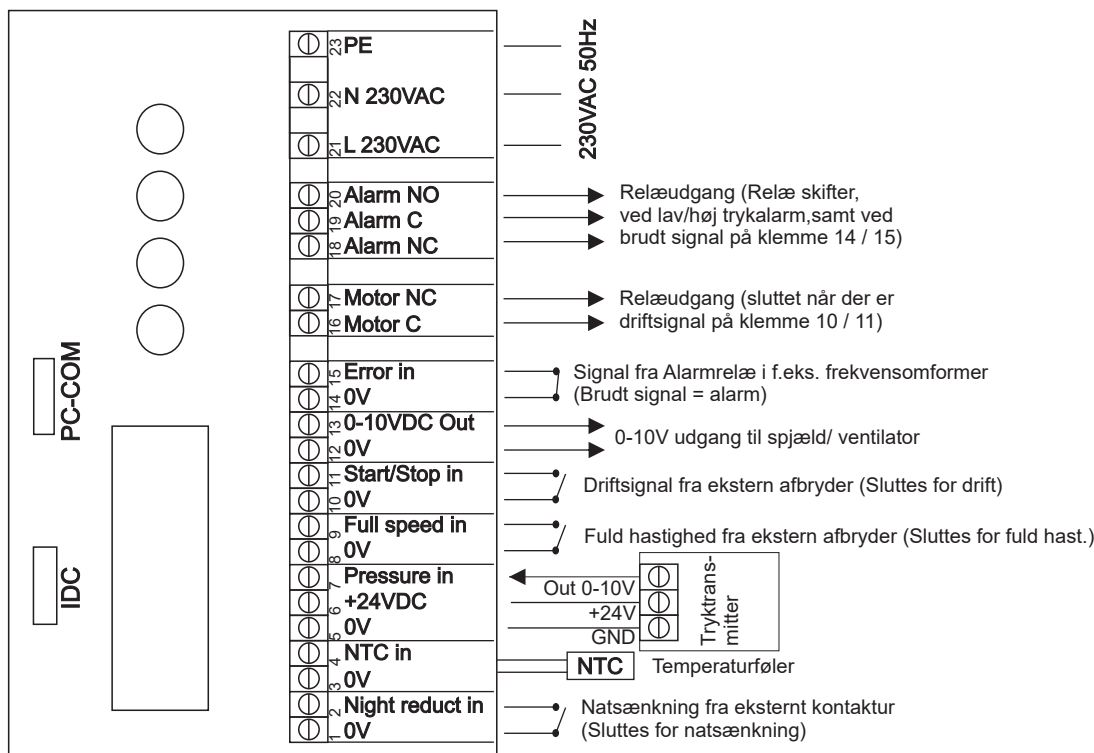 23 PE
22 N 230VAC
21 L 230VAC
230VAC 50Hz
20 Alarm NO
19 Alarm C
18 Alarm NC
Relæudgang (Relæ skifter,
ved lav/høj trykalarm,samt ved
brudt signal på klemme 14 / 15)
17 Motor NC
16 Motor C
Relæudgang (sluttet når der er
driftsignal på klemme 10 / 11)
PC-COM
15 Error in
14 0V
Signal fra Alarmrelæ i f.eks. frekvensomformer
(Brudt signal = alarm)
13 0-10VDC Out
12 0V
0-10V udgang til spjæld/ ventilator
11 Start/Stop in
10 0V
Driftsignal fra ekstern afbryder (Sluttes for drift)
9 Full speed in
8 0V
Fuld hastighed fra ekstern afbryder (Sluttes for fuld hast.)
IDC
7 Pressure in
6 +24VDC
5 0V
Out 0-10V
+24V
GND
Tryktrans-
mitter
4 NTC in
3 0V
NTC
Temperaturføler
2 Night reduct in
1 0V
Natsænkning fra eksternt kontaktur
(Sluttes for natsænkning)